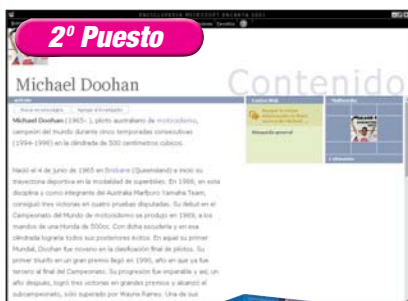 ENCICLOPEDIA MICROSOFT ENCARTA 2001
2º Puesto
Michael Doohan
Contenido
Michael Doohan (1965- ), piloto australiano de motociclismo,
campeón del mundo durante cinco temporadas consecutivas
(1994-1998) en la cilindrada de 500 centímetros cúbicos.
Nació el 4 de junio de 1965 en Brisbane (Queensland) e inició su
trayectoria deportiva en la modalidad de superbikes. En 1988, en esta
disciplina y como integrante del Australia Marlboro Yamaha Team,
consiguió tres victorias en cuatro pruebas disputadas. Su debut en el
Campeonato del Mundo de motociclismo se produjo en 1989, a los
mandos de una Honda de 500cc. Con dicha escudería y en esa
cilindrada lograría todos sus posteriores éxitos. En aquel su primer
Mundial, Doohan fue noveno en la clasificación final de pilotos. Su
primer triunfo en un gran premio llegó en 1990, año en que ya fue
tercero al final del Campeonato. Su progresión fue imparable y así, un
año después, logró tres victorias en grandes premios y alcanzó el
subcampeonato, sólo superado por Wayne Rainey. Una de sus